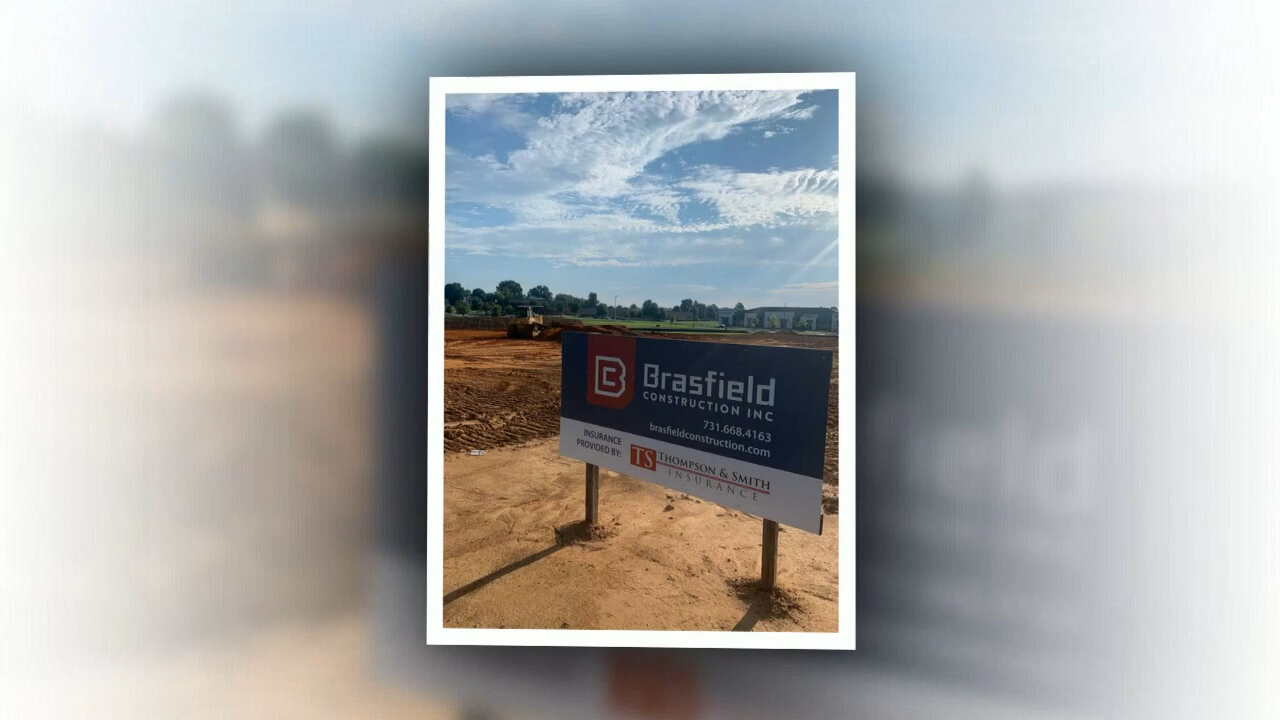 B
Brasfield
CONSTRUCTION INC
731.668.4163
brasfieldconstruction.com
INSURANCE
PROVIDED BY:
TS THOMPSON & SMITH
INSURANCE